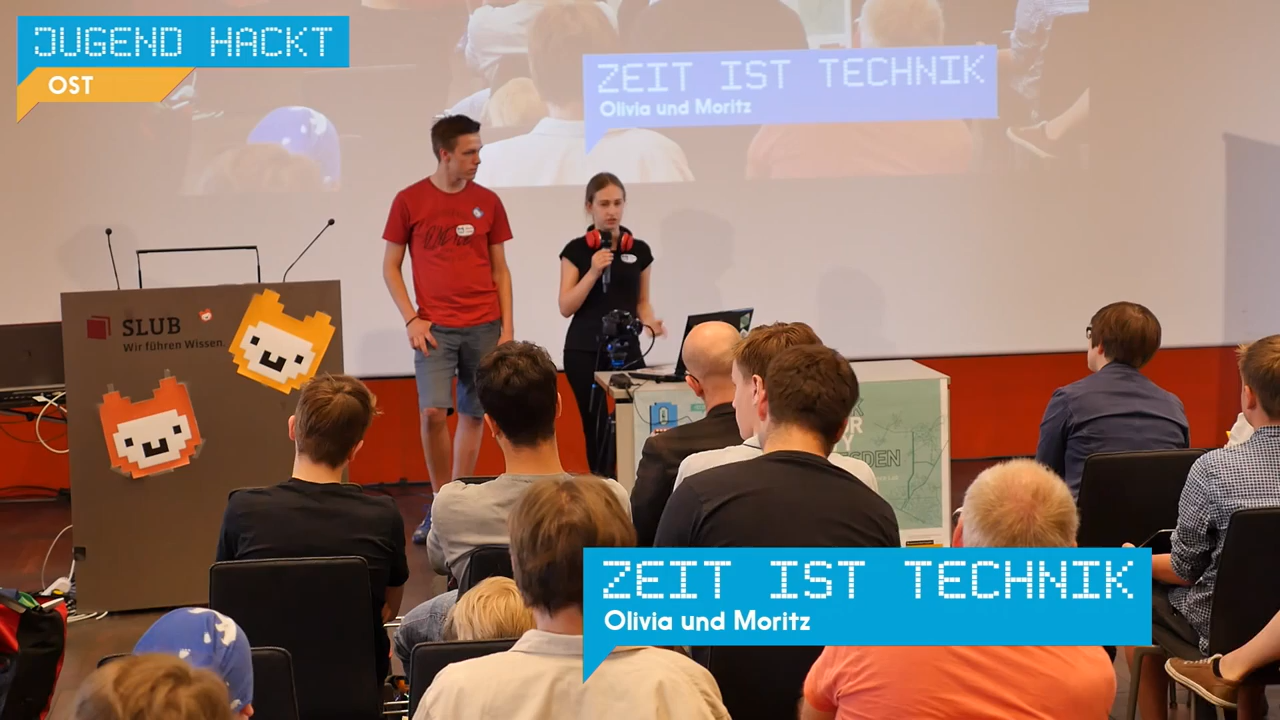 JUGEND HACKT
OST
ZEIT IST TECHNIK
Olivia und Moritz
SLUB
Wir führen Wissen.
ZEIT IST TECHNIK
Olivia und Moritz